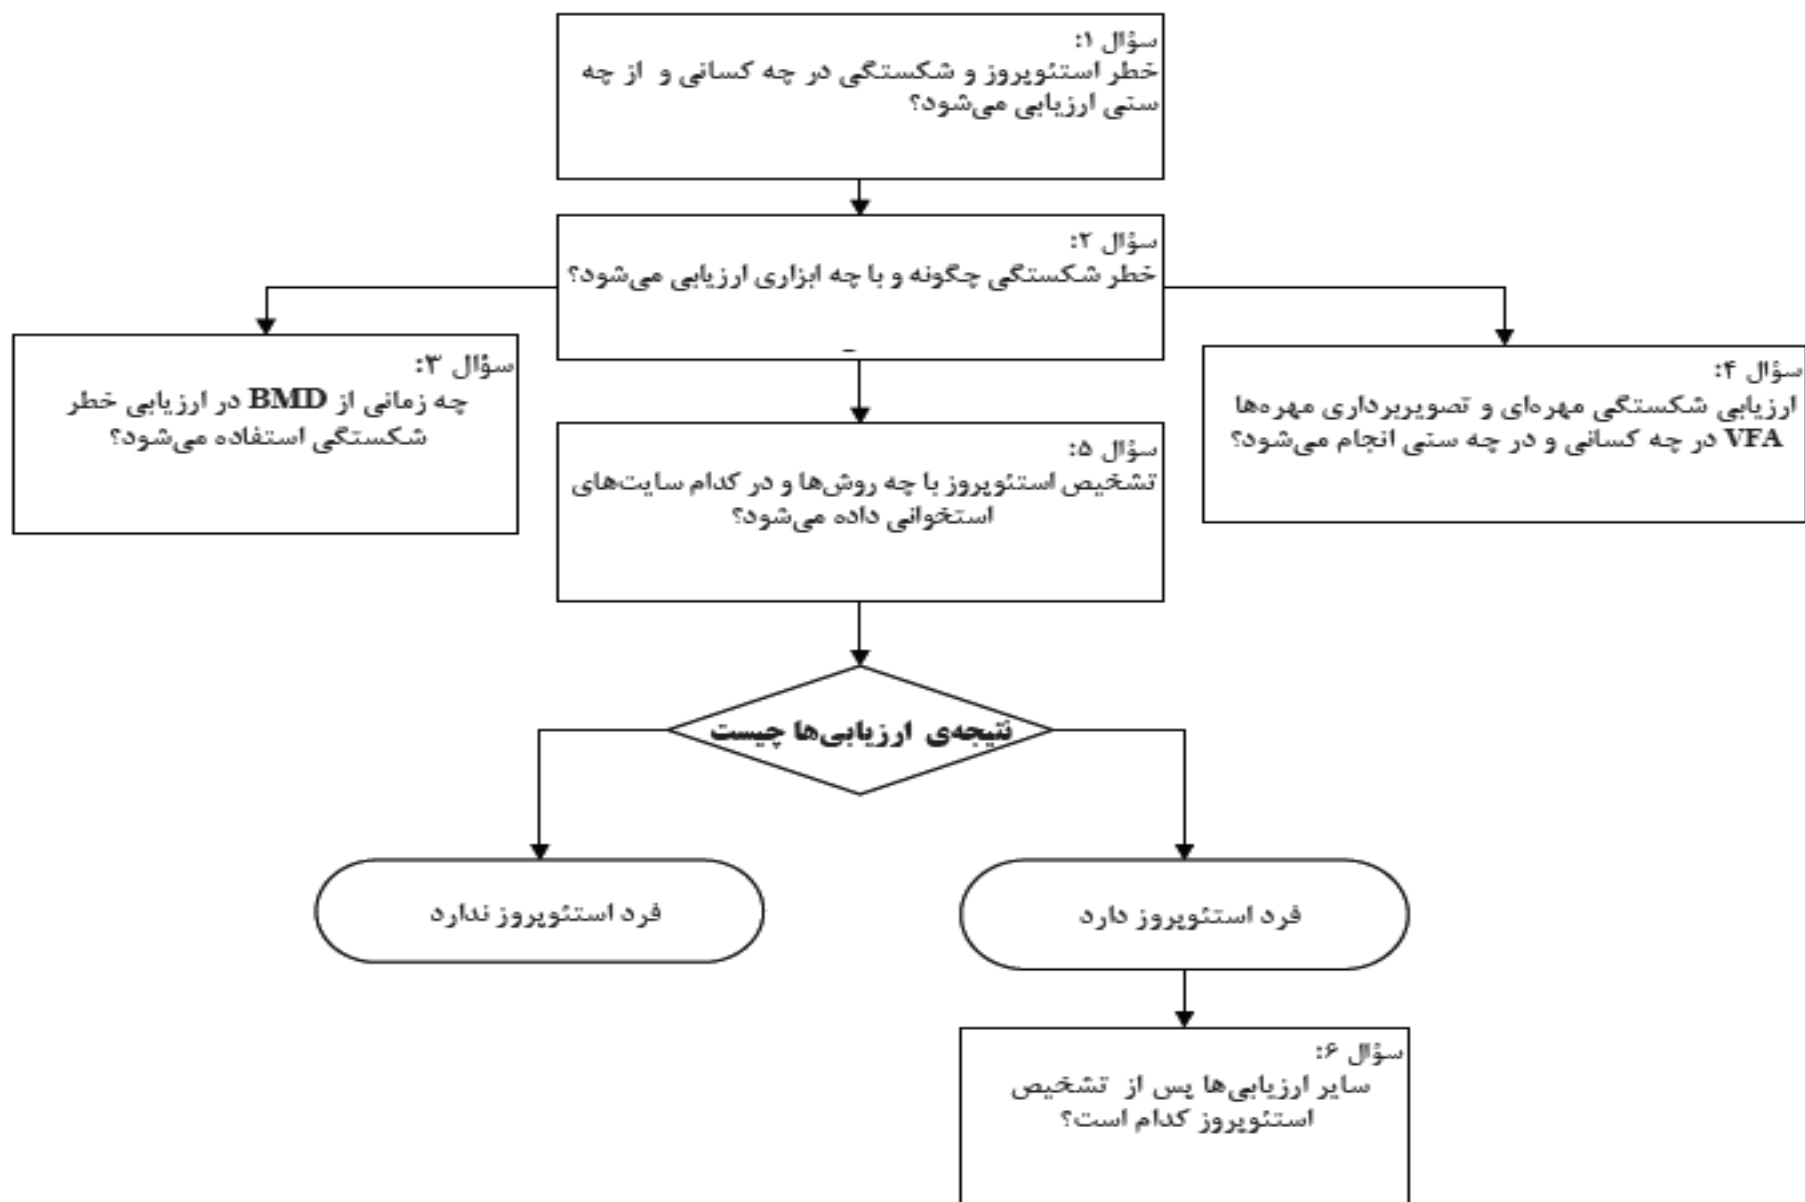 سؤال ۱:
خطر استئوپروز و شکستگی در چه کسانی و از چه
سنی ارزیابی می‌شود؟
سؤال ۲:
خطر شکستگی چگونه و با چه ابزاری ارزیابی می‌شود؟
سؤال ۳:
چه زمانی از BMD در ارزیابی خطر
شکستگی استفاده می‌شود؟
سؤال ۴:
ارزیابی شکستگی مهره‌ای و تصویربرداری مهره‌ها
VFA در چه کسانی و در چه سنی انجام می‌شود؟
سؤال ۵:
تشخیص استئوپروز با چه روش‌ها و در کدام سایت‌های
استخوانی داده می‌شود؟
نتیجه‌ی ارزیابی‌ها چیست
فرد استئوپروز دارد
فرد استئوپروز ندارد
سؤال ۶:
سایر ارزیابی‌ها پس از تشخیص
استئوپروز کدام است؟